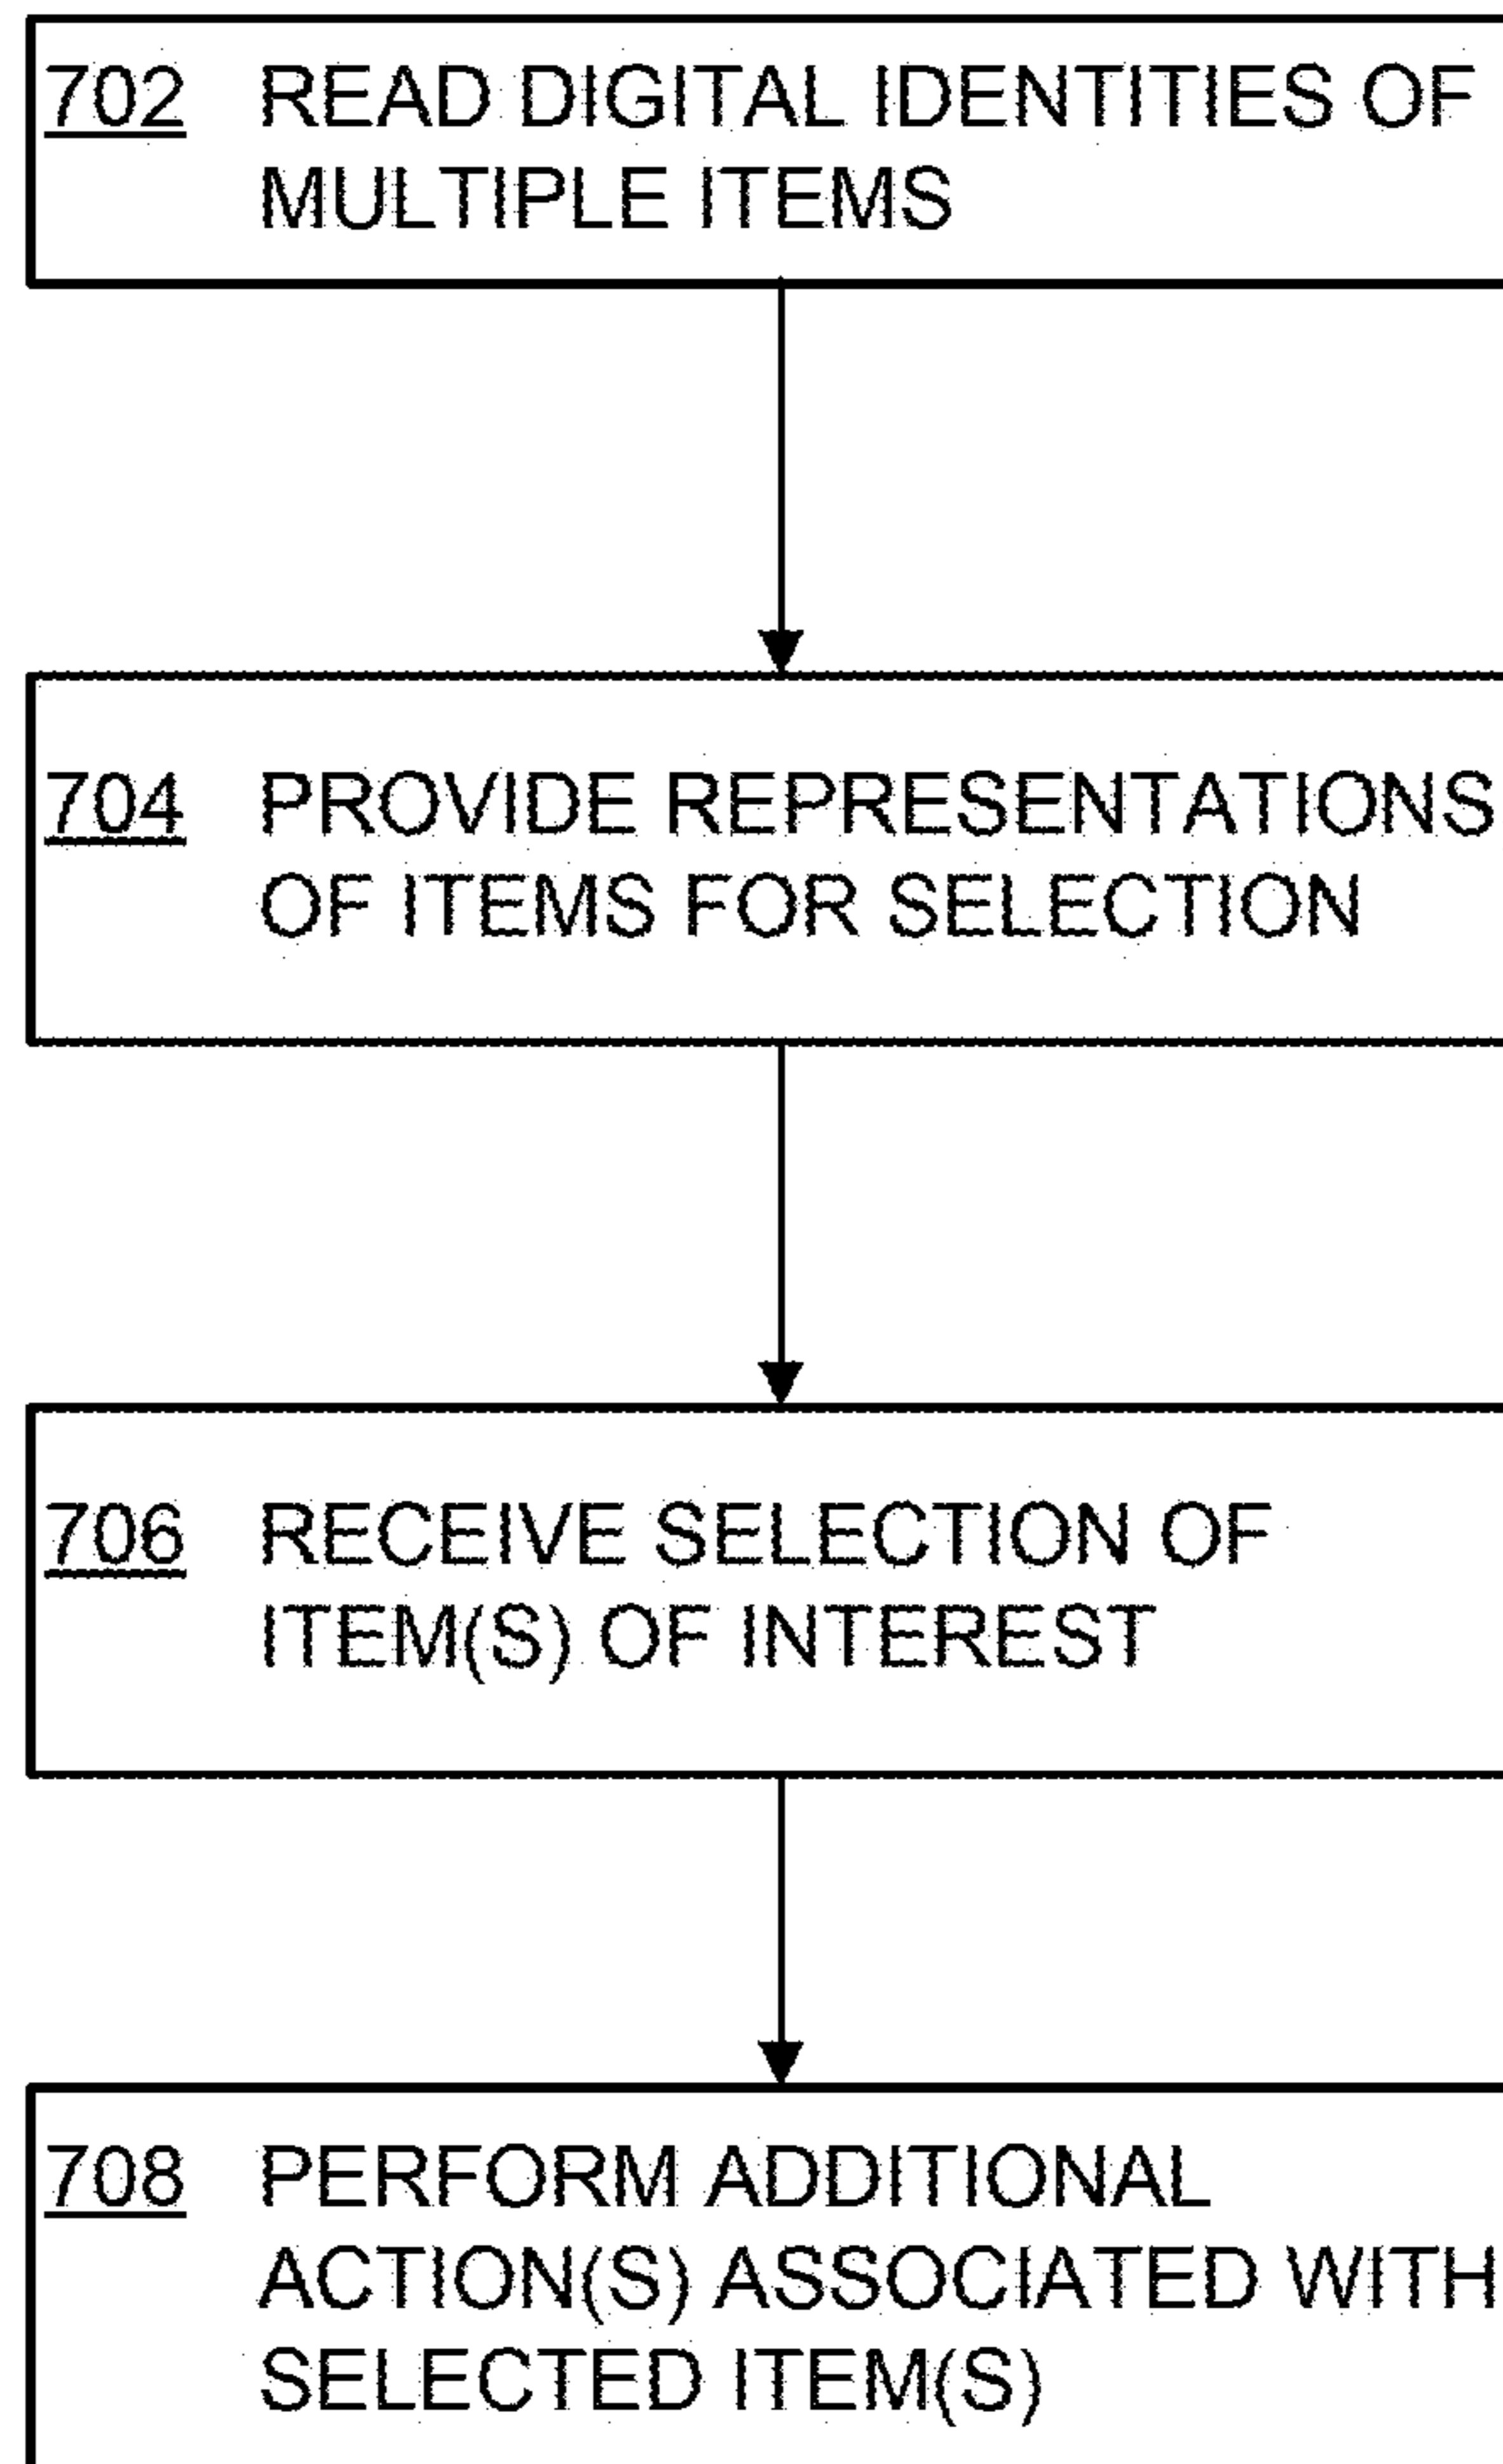 702 READ DIGITAL IDENTITIES OF
MULTIPLE ITEMS
704 PROVIDE REPRESENTATIONS
OF ITEMS FOR SELECTION
706 RECEIVE SELECTION OF
ITEM(S) OF INTEREST
708 PERFORM ADDITIONAL
ACTION(S) ASSOCIATED WITH
SELECTED ITEM(S)